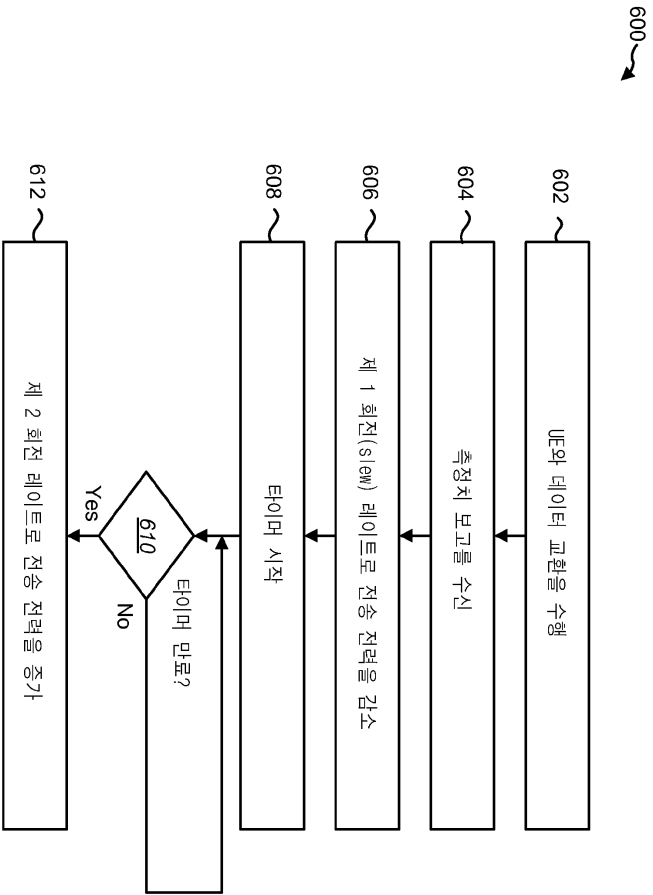 600
602
UE와 데이터 교환을 수행
604
측정치 보고를 수신
606
제 1 회전(slew) 레이트로 전송 전력을 감소
608
타이머 시작
610
타이머 만료?
No
Yes
612
제 2 회전 레이트로 전송 전력을 증가